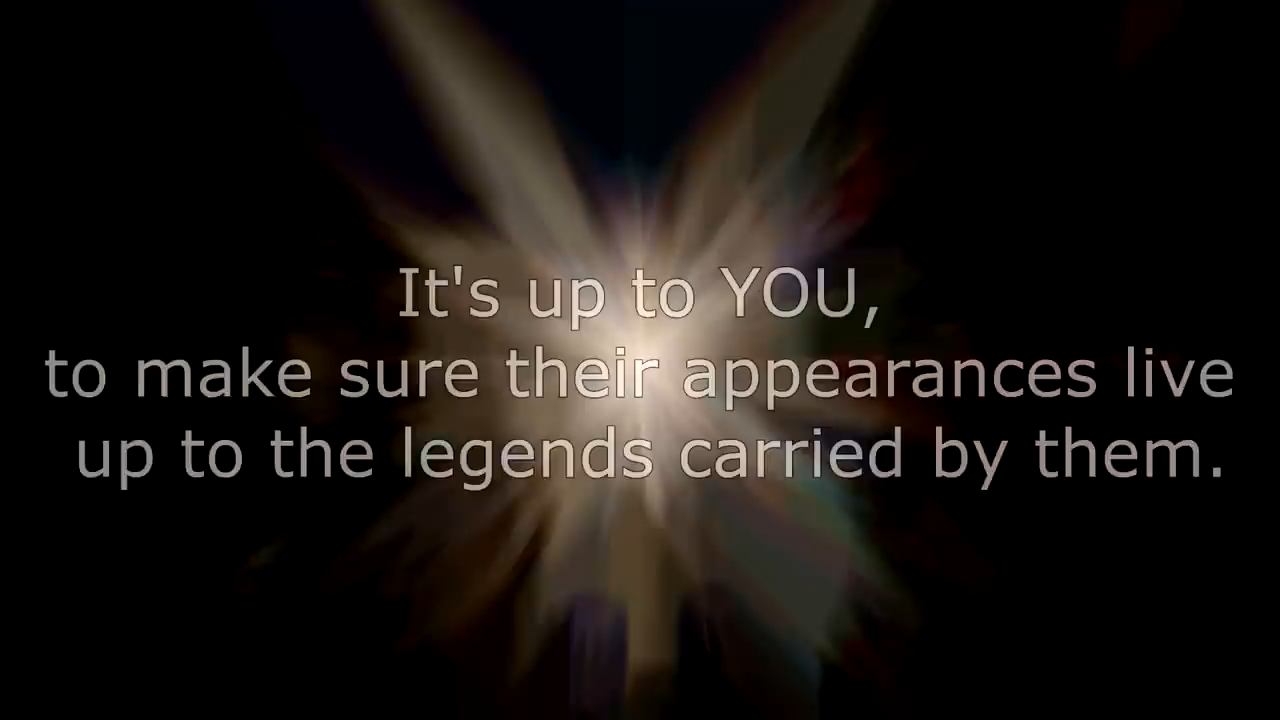 It's up to YOU,
to make sure their appearances live
up to the legends carried by them.